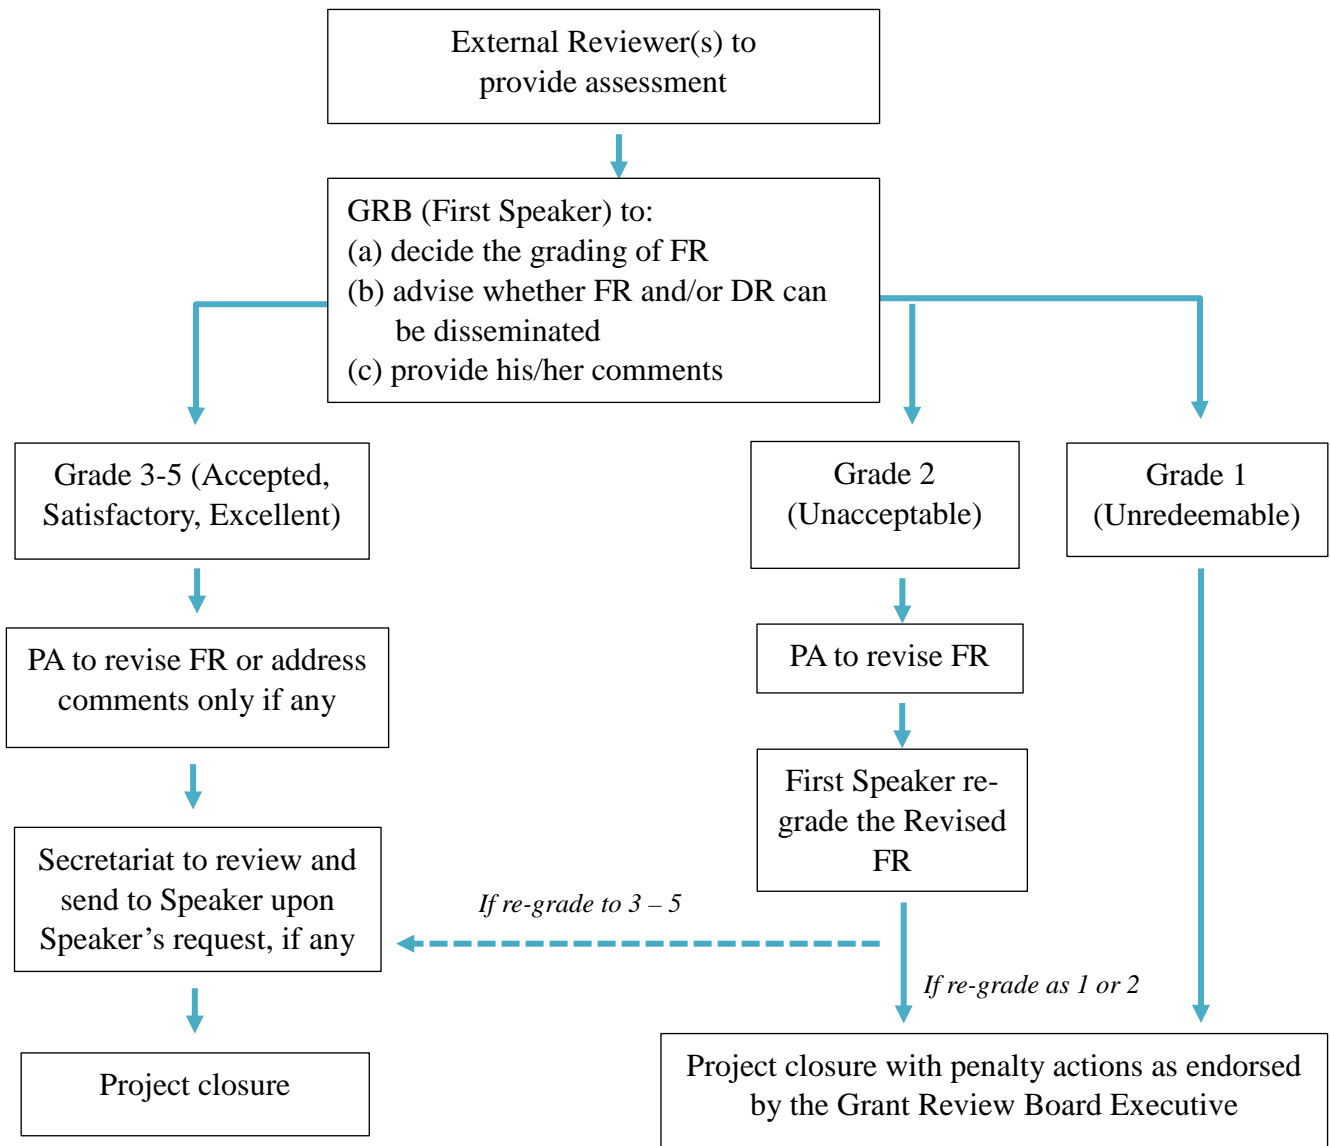 External Reviewer(s) to
provide assessment
GRB (First Speaker) to:
(a) decide the grading of FR
(b) advise whether FR and/or DR can
be disseminated
(c) provide his/her comments
Grade 3-5 (Accepted,
Satisfactory, Excellent)
Grade 2
(Unacceptable)
Grade 1
(Unredeemable)
PA to revise FR or address
comments only if any
PA to revise FR
First Speaker re-
grade the Revised
FR
Secretariat to review and
send to Speaker upon
Speaker’s request, if any
If re-grade to 3 – 5
If re-grade as 1 or 2
Project closure
Project closure with penalty actions as endorsed
by the Grant Review Board Executive